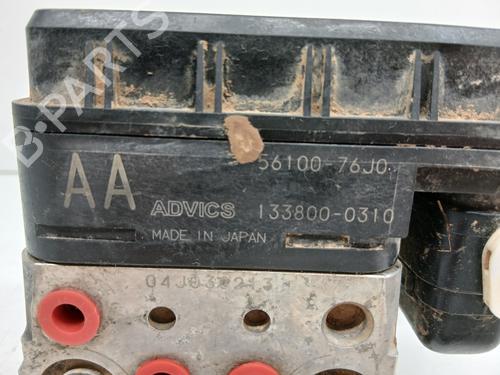 B-PARTS
56100-76J0
AA
ADVICS 133800-0310
MADE IN JAPAN